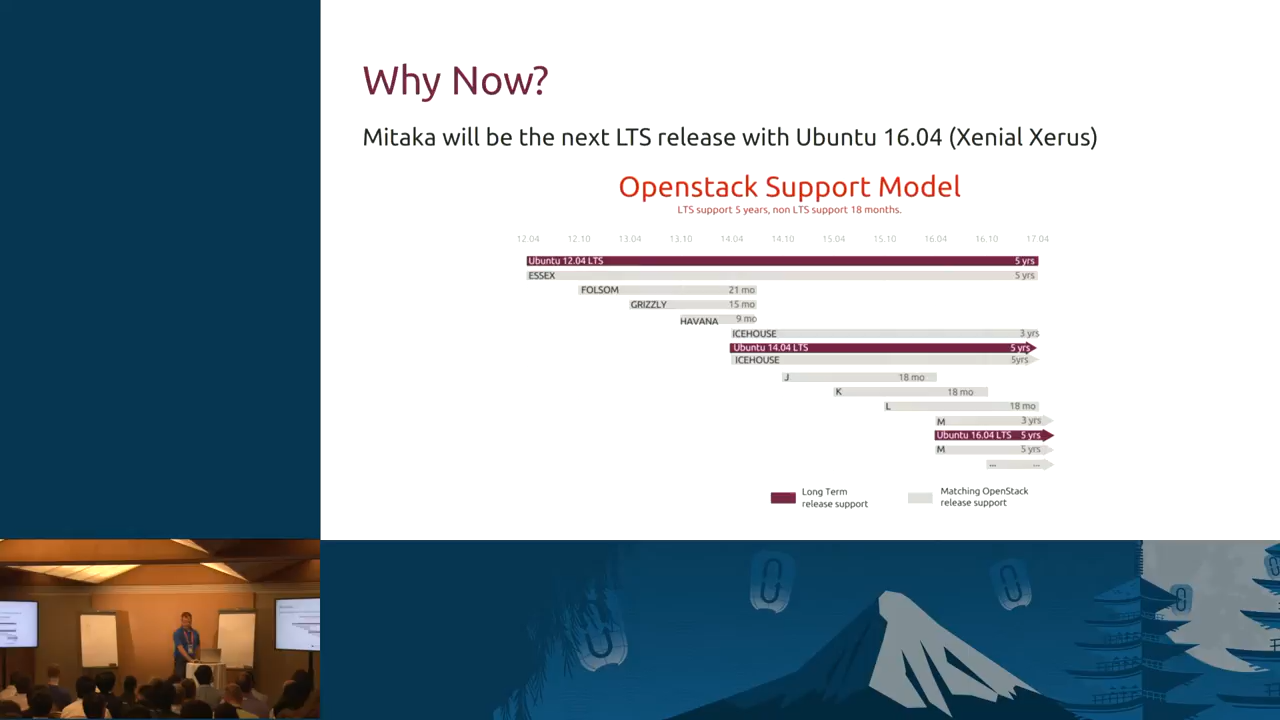 Why Now?
Mitaka will be the next LTS release with Ubuntu 16.04 (Xenial Xerus)
Openstack Support Model
LTS support 5 years, non LTS support 18 months.
12.04 12.10 13.04 13.10 14.04 14.10 15.04 15.10 16.04 16.10 17.04
Ubuntu 12.04 LTS 5 yrs
ESSEX 5 yrs
FOLSOM 21 mo
GRIZZLY 15 mo
HAVANA 9 mo
ICEHOUSE 3 yrs
Ubuntu 14.04 LTS 5 yrs
ICEHOUSE 5yrs
J 18 mo
K 18 mo
L 18 mo
M 3 yrs
Ubuntu 16.04 LTS 5 yrs
M 5 yrs
... ...
Long Term
release support
Matching OpenStack
release support